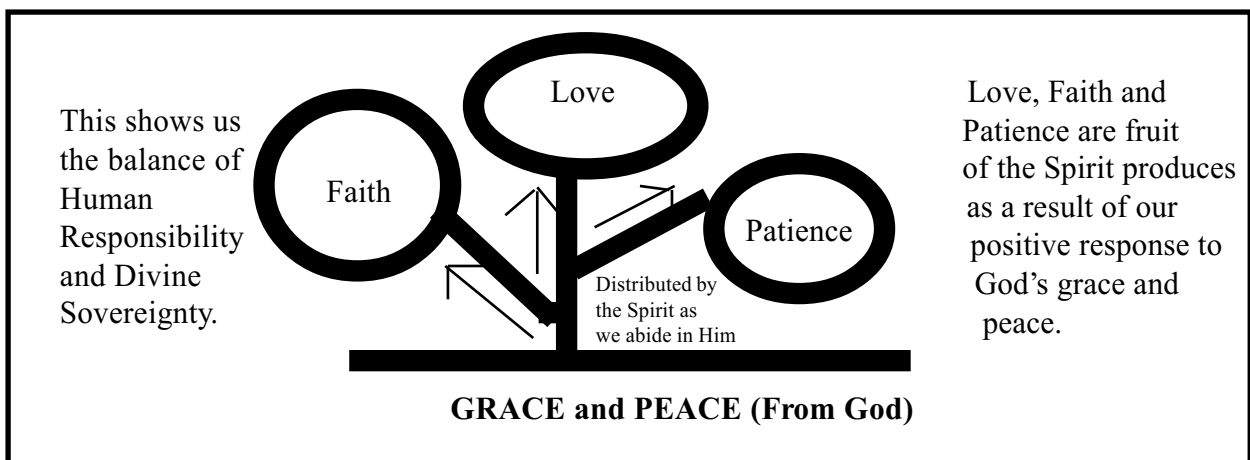 This shows us
the balance of
Human
Responsibility
and Divine
Sovereignty.
Faith
Love
Patience
Distributed by
the Spirit as
we abide in Him
Love, Faith and
Patience are fruit
of the Spirit produces
as a result of our
positive response to
God’s grace and
peace.
GRACE and PEACE (From God)